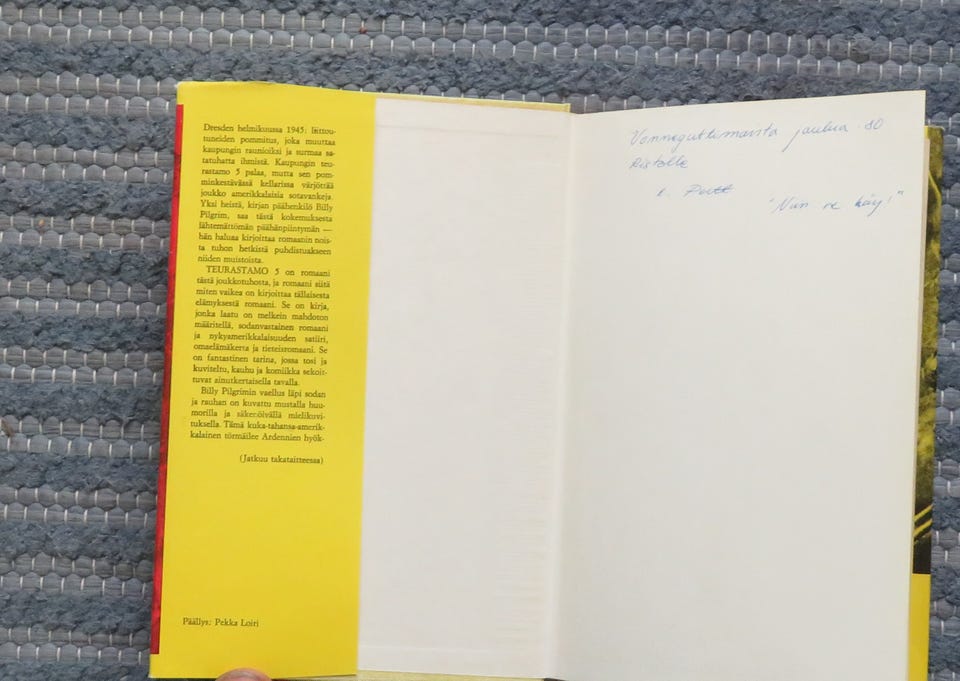 Dresden helmikuussa 1945: liittou-
tuneiden pommitus, joka muuttaa
kaupungin raunioiksi ja surmaa sa-
tatuhatta ihmistä. Kaupungin teu-
rastamo 5 palaa, mutta sen pom-
minkestävässä kellarissa värjöttää
joukko amerikkalaisia sotavankeja.
Yksi heistä, kirjan päähenkilö Billy
Pilgrim, saa tästä kokemuksesta
lähtemättömän päähänpiintymän —
hän haluaa kirjoittaa romaanin nois-
ta tuhon hetkistä puhdistuakseen
niiden muistoista.
TEURASTAMO 5 on romaani
tästä joukkotuhosta, ja romaani siitä
miten vaikea on kirjoittaa tällaisesta
elämyksestä romaani. Se on kirja,
jonka laatu on melkein mahdoton
määritellä, sodanvastainen romaani
ja nykyamerikkalaisuuden satiiri,
omaelämäkerta ja tieteisromaani. Se
on fantastinen tarina, jossa tosi ja
kuviteltu, kauhu ja komiikka sekoit-
tuvat ainutkertaisella tavalla.
Billy Pilgrimin vaellus läpi sodan
ja rauhan on kuvattu mustalla huu-
morilla ja säkenöivällä mielikuvi-
tuksella. Tämä kuka-tahansa-amerik-
kalainen törmäilee Ardennien hyök-
(Jatkuu takataitteessa)
Päällys: Pekka Loiri
Vonnegutimaista joulua -80
Ristolle
"Niin se käy!"